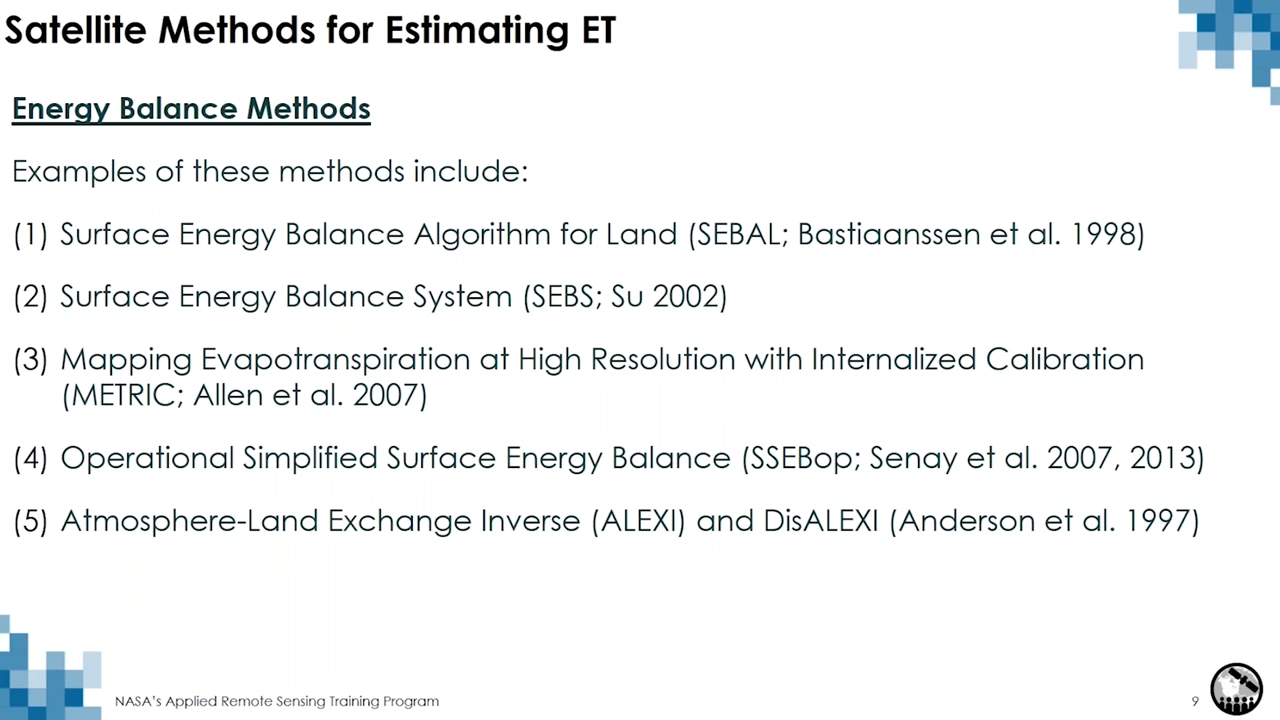 Satellite Methods for Estimating ET
Energy Balance Methods
Examples of these methods include:
(1) Surface Energy Balance Algorithm for Land (SEBAL; Bastiaanssen et al. 1998)
(2) Surface Energy Balance System (SEBS; Su 2002)
(3) Mapping Evapotranspiration at High Resolution with Internalized Calibration
(METRIC; Allen et al. 2007)
(4) Operational Simplified Surface Energy Balance (SSEBop; Senay et al. 2007, 2013)
(5) Atmosphere-Land Exchange Inverse (ALEXI) and DisALEXI (Anderson et al. 1997)
NASA's Applied Remote Sensing Training Program
9